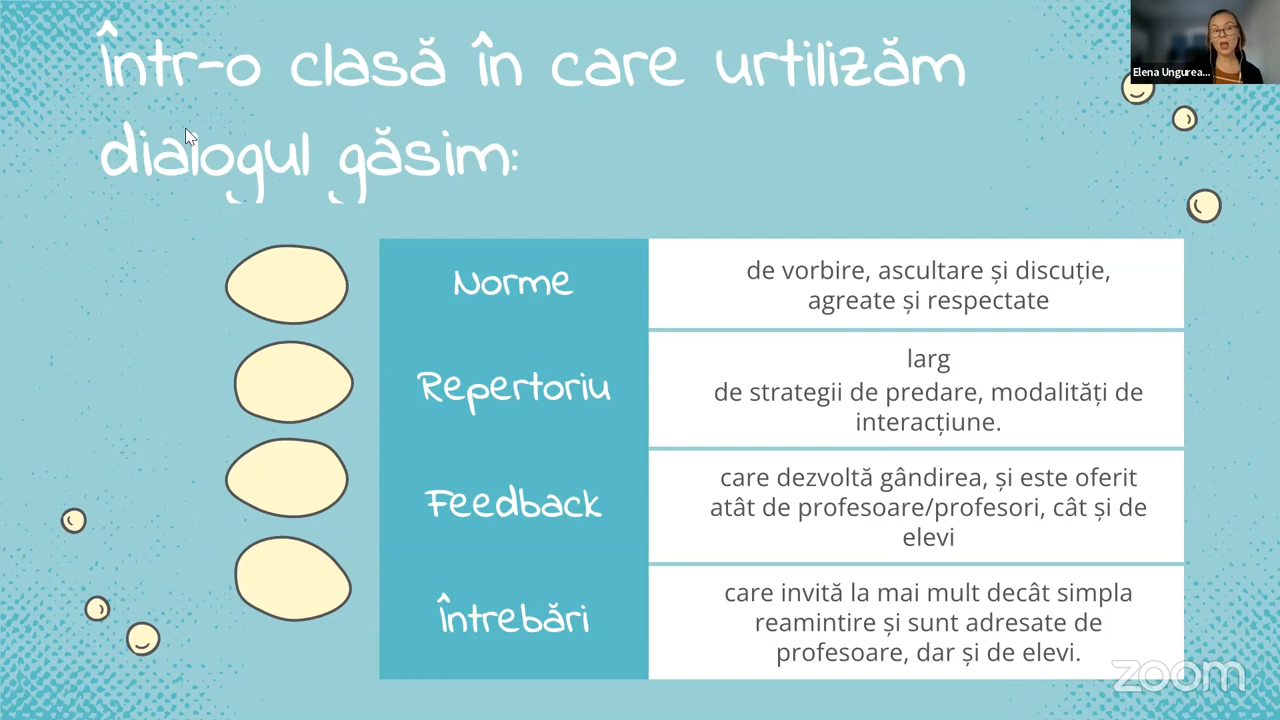 Într-o clasă în care urtilizăm
dialogul găsim:
Elena Ungurea...
Norme
de vorbire, ascultare și discuție,
agreate și respectate
Repertoriu
larg
de strategii de predare, modalități de
interacțiune.
Feedback
care dezvoltă gândirea, și este oferit
atât de profesoare/profesori, cât și de
elevi
Întrebări
care invită la mai mult decât simpla
reamintire și sunt adresate de
profesoare, dar și de elevi.
zoom